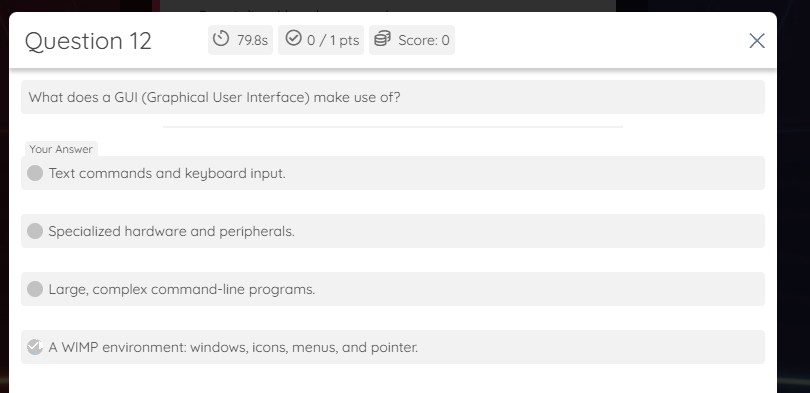 Question 12
79.8s
0 / 1 pts
Score: 0
What does a GUI (Graphical User Interface) make use of?
Your Answer
Text commands and keyboard input.
Specialized hardware and peripherals.
Large, complex command-line programs.
A WIMP environment: windows, icons, menus, and pointer.